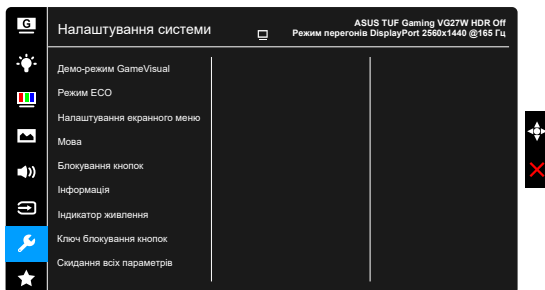 G
Налаштування системи
ASUS TUF Gaming VG27W HDR Off
Режим перегонів DisplayPort 2560x1440 @165 Гц
Демо-режим GameVisual
Режим ECO
Налаштування екранного меню
Мова
Блокування кнопок
Інформація
Індикатор живлення
Ключ блокування кнопок
Скидання всіх параметрів